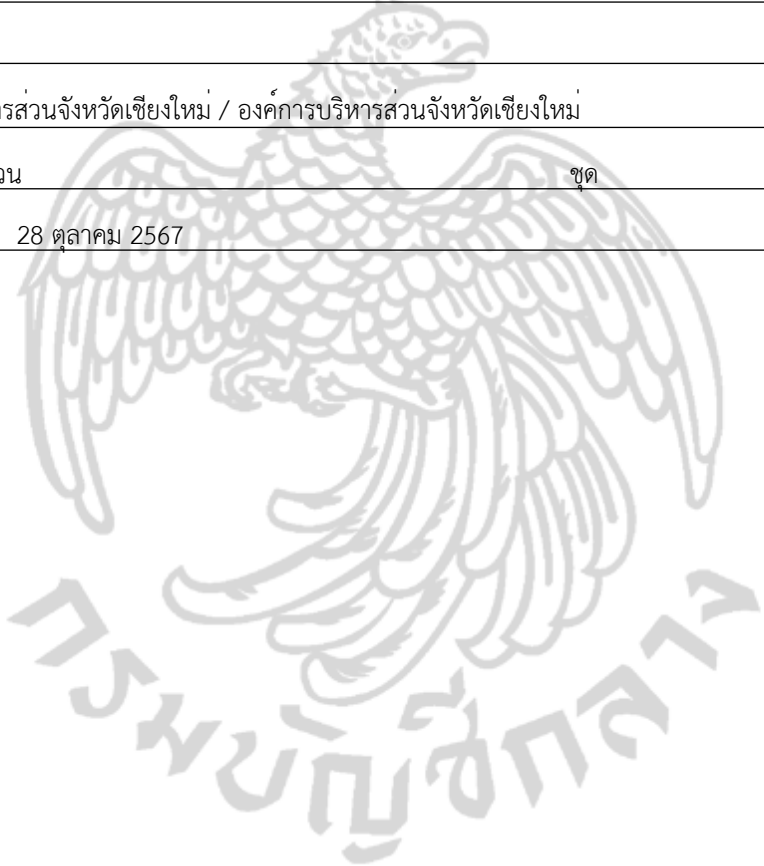 รส่วนจังหวัดเชียงใหม่ / องค์การบริหารส่วนจังหวัดเชียงใหม่
วน ชุด
28 ตุลาคม 2567
กรมบัญชีกลาง